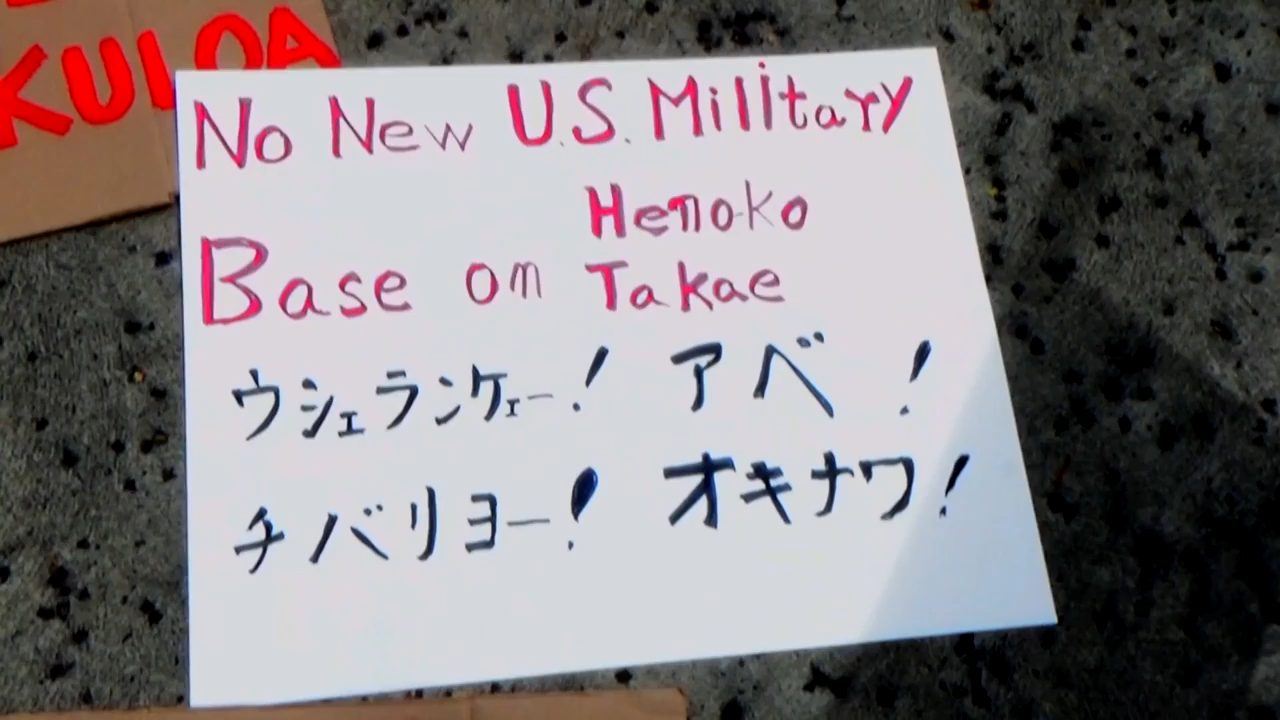 KULOA
No New U.S. Military
Henoko
Base on Takae
ウシェランケェー! アベ!
チバリヨー! オキナワ!